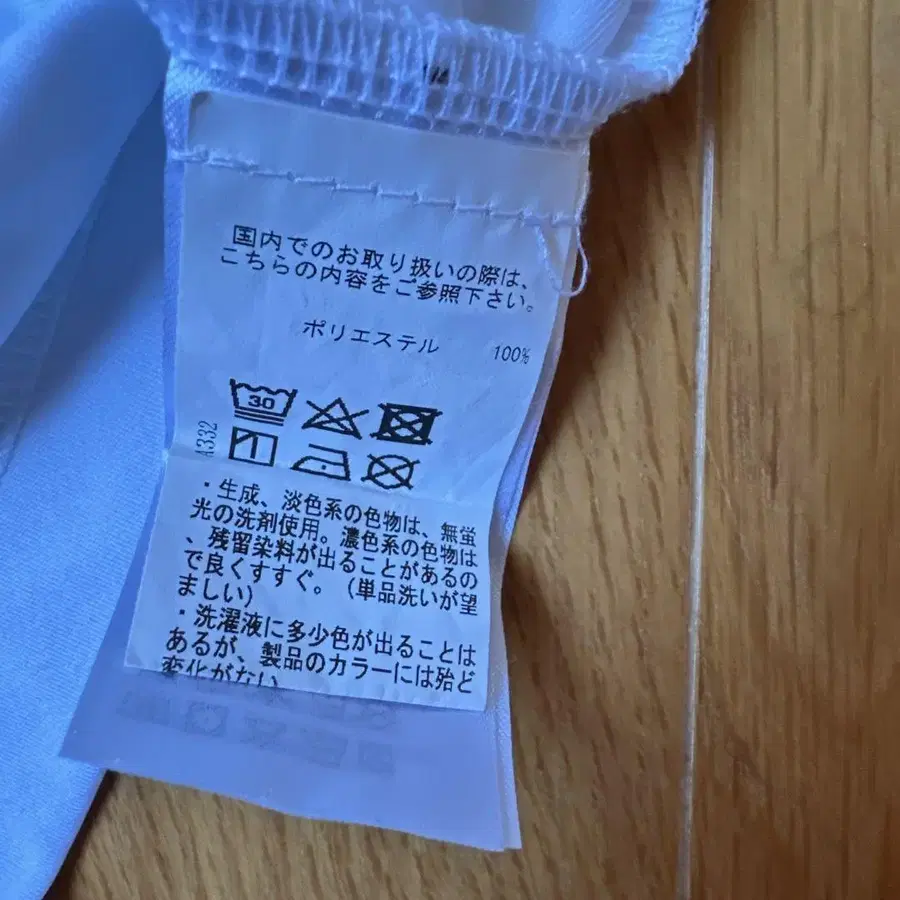 国内でのお取り扱いの際は、
こちらの内容をご参照下さい。
ポリエステル 100%
30
A332
・生成、淡色系の色物は、無蛍
光の洗剤使用。濃色系の色物は
、残留染料が出ることがあるの
で良くすすぐ。(単品洗いが望
ましい)
・洗濯液に多少色が出ることは
あるが、製品のカラーには殆ど
変化がない